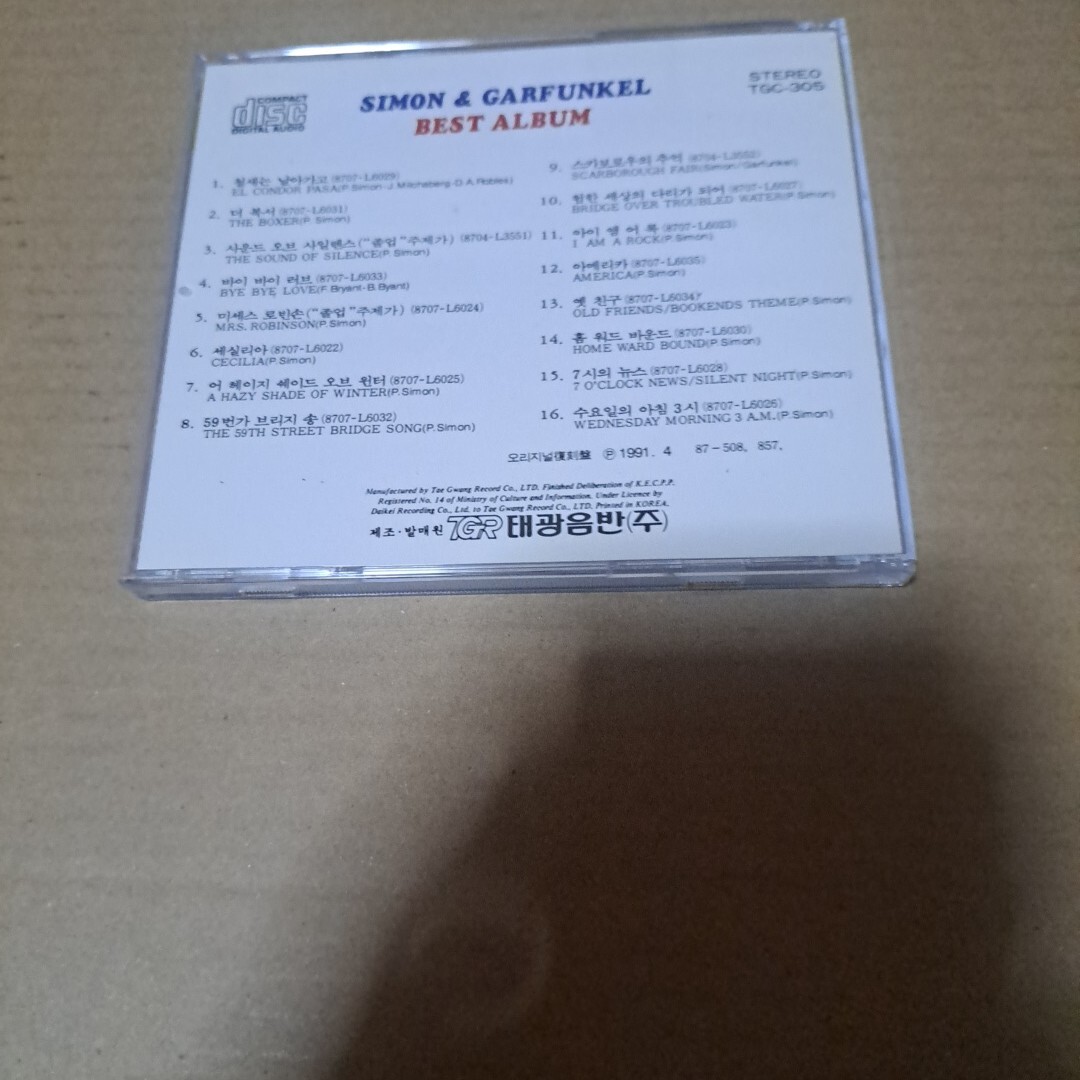 COMPACT
disc
DIGITAL AUDIO
SIMON & GARFUNKEL
BEST ALBUM
STEREO
TGC-305
1. 철새는 날아가고 (8707-L6029)
EL CONDOR PASA(P.Simon-J.Milchberg-D.A.Robles)
2. 더 복서 (8707-L6031)
THE BOXER(P.Simon)
3. 사운드 오브 사일렌스("졸업"주제가) (8704-L3551)
THE SOUND OF SILENCE(P.Simon)
4. 바이 바이 러브 (8707-L6033)
BYE BYE LOVE(F.Bryant-B.Byant)
5. 미세스 로빈손("졸업"주제가) (8707-L6024)
MRS. ROBINSON(P.Simon)
6. 세실리아 (8707-L6022)
CECILIA(P.Simon)
7. 어 헤이지 쉐이드 오브 윈터 (8707-L6025)
A HAZY SHADE OF WINTER(P.Simon)
8. 59번가 브리지 송 (8707-L6032)
THE 59TH STREET BRIDGE SONG(P.Simon)
9. 스카보로우의 추억 (8704-L3552)
SCARBOROUGH FAIR(Simon/Garfunkel)
10. 험한 세상의 다리가 되어 (8707-L6027)
BRIDGE OVER TROUBLED WATER(P.Simon)
11. 아이 엠 어 록 (8707-L6023)
I AM A ROCK(P.Simon)
12. 아메리카 (8707-L6035)
AMERICA(P.Simon)
13. 옛 친구 (8707-L6034)
OLD FRIENDS/BOOKENDS THEME(P.Simon)
14. 홈 워드 바운드 (8707-L6030)
HOME WARD BOUND(P.Simon)
15. 7시의 뉴스 (8707-L6028)
7 O'CLOCK NEWS/SILENT NIGHT(P.Simon)
16. 수요일의 아침 3시 (8707-L6026)
WEDNESDAY MORNING 3 A.M.(P.Simon)
오리지널復刻盤 ℗ 1991. 4 87-508, 857,
Manufactured by Tae Gwang Record Co., LTD. Finished Deliberation of K.E.C.P.P.
Registered No. 14 of Ministry of Culture and Information. Under Licence by
Daikei Recording Co., Ltd. to Tae Gwang Record Co., LTD. Printed in KOREA.
제조·발매원 TGR 태광음반(주)